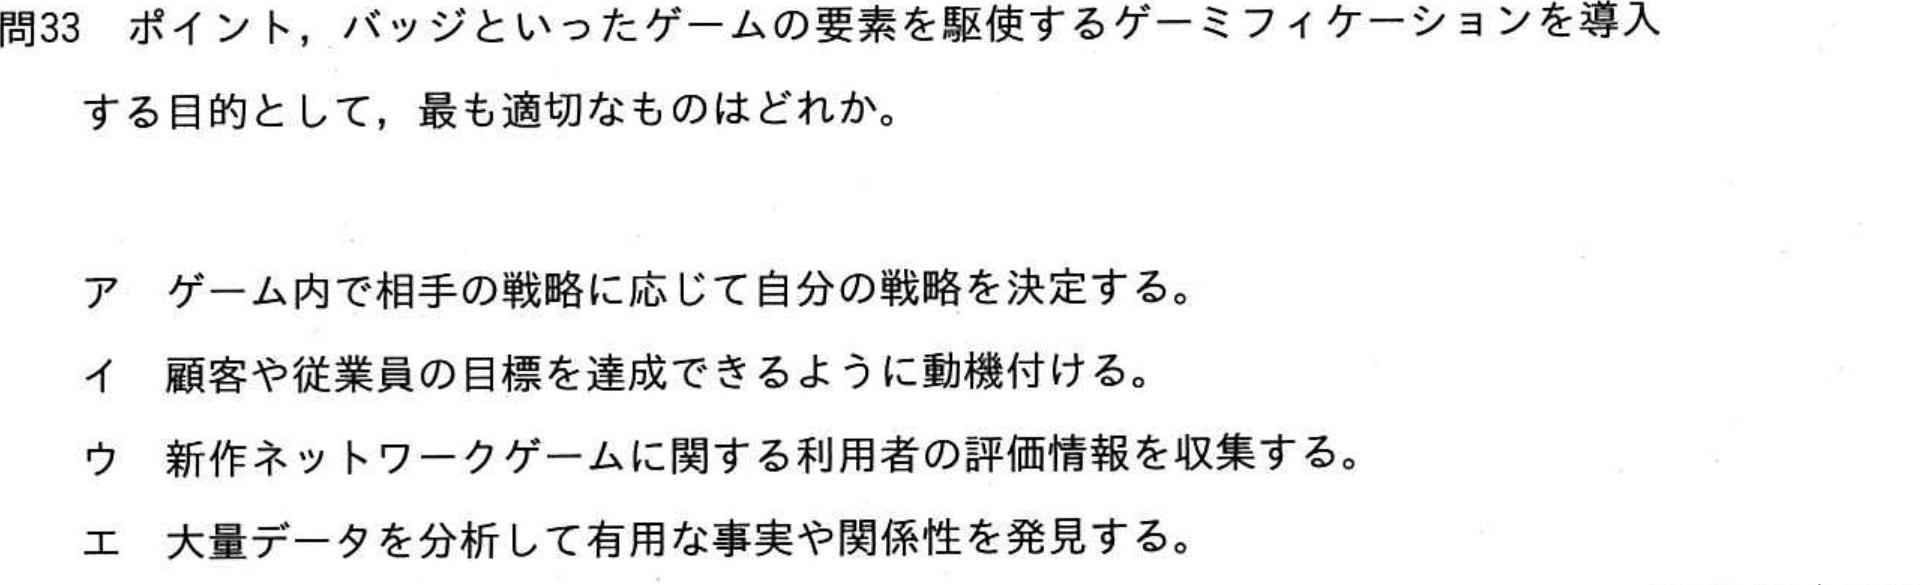 問33 ポイント，バッジといったゲームの要素を駆使するゲーミフィケーションを導入
する目的として，最も適切なものはどれか。
ア ゲーム内で相手の戦略に応じて自分の戦略を決定する。
イ 顧客や従業員の目標を達成できるように動機付ける。
ウ 新作ネットワークゲームに関する利用者の評価情報を収集する。
エ 大量データを分析して有用な事実や関係性を発見する。